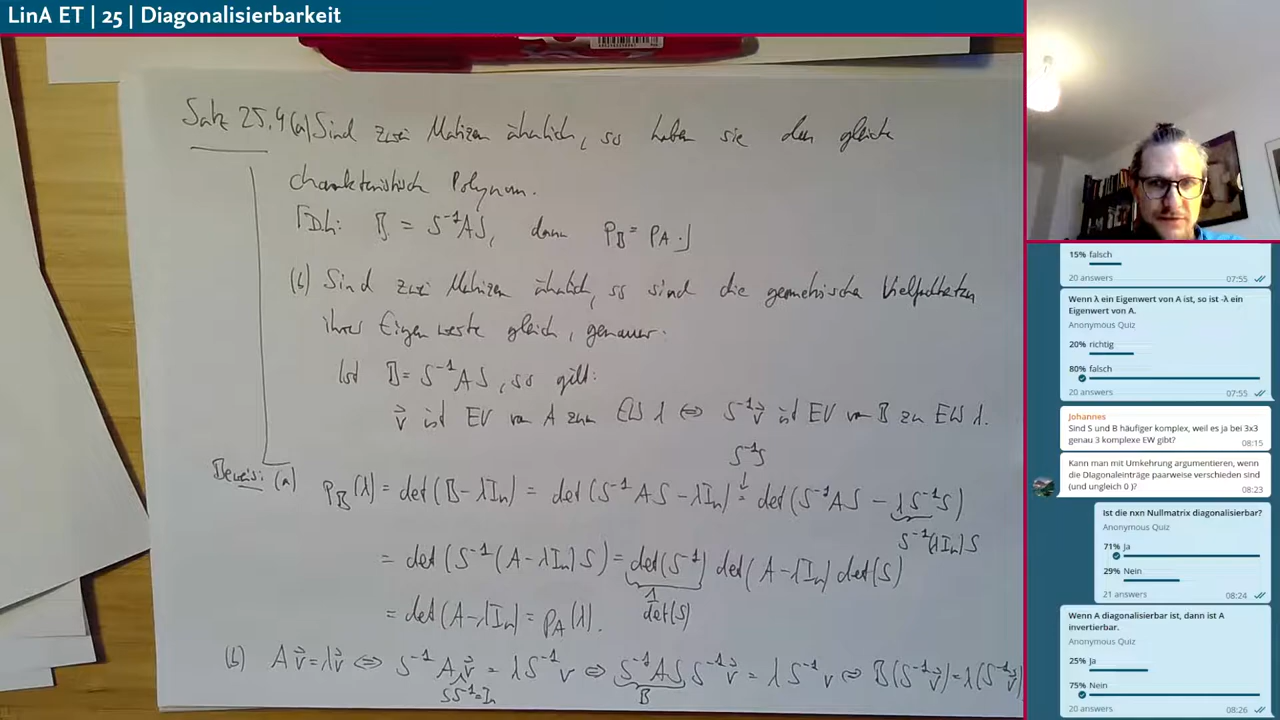 LinA ET | 25 | Diagonalisierbarkeit
Satz 25.4 (a) Sind zwei Matrizen ähnlich, so haben sie das gleiche
charakteristische Polynom.
⌈D.h: B = S⁻¹AS, dann P_B = P_A.⌋
(b) Sind zwei Matrizen ähnlich, so sind die geometrischen Vielfachheiten
ihrer Eigenwerte gleich, genauer:
Ist B = S⁻¹AS, so gilt:
v⃗ ist EV von A zum EW λ ⇔ S⁻¹v⃗ ist EV von B zu EW λ.
S⁻¹S
↓
Beweis: (a) P_B(λ) = det(B-λIn) = det(S⁻¹AS-λIn) = det(S⁻¹AS - λS⁻¹S)
S⁻¹(λIn)S
= det(S⁻¹(A-λIn)S) = det(S⁻¹) det(A-λIn) det(S)
1/det(S)
= det(A-λIn) = P_A(λ).
(b) Av⃗=λv⃗ ⇔ S⁻¹Av⃗ = λS⁻¹v ⇔ S⁻¹AS S⁻¹v⃗ = λS⁻¹v ⇔ B(S⁻¹v⃗)=λ(S⁻¹v⃗)
SS⁻¹=In
B
15% falsch
20 answers 07:55
Wenn λ ein Eigenwert von A ist, so ist -λ ein
Eigenwert von A.
Anonymous Quiz
20% richtig
80% falsch
20 answers 07:55
Johannes
Sind S und B häufiger komplex, weil es ja bei 3x3
genau 3 komplexe EW gibt? 08:15
Kann man mit Umkehrung argumentieren, wenn
die DIagonaleinträge paarweise verschieden sind
(und ungleich 0 )? 08:23
Ist die nxn Nullmatrix diagonalisierbar?
Anonymous Quiz
71% Ja
29% Nein
21 answers 08:24
Wenn A diagonalisierbar ist, dann ist A
invertierbar.
Anonymous Quiz
25% Ja
75% Nein
20 answers 08:26